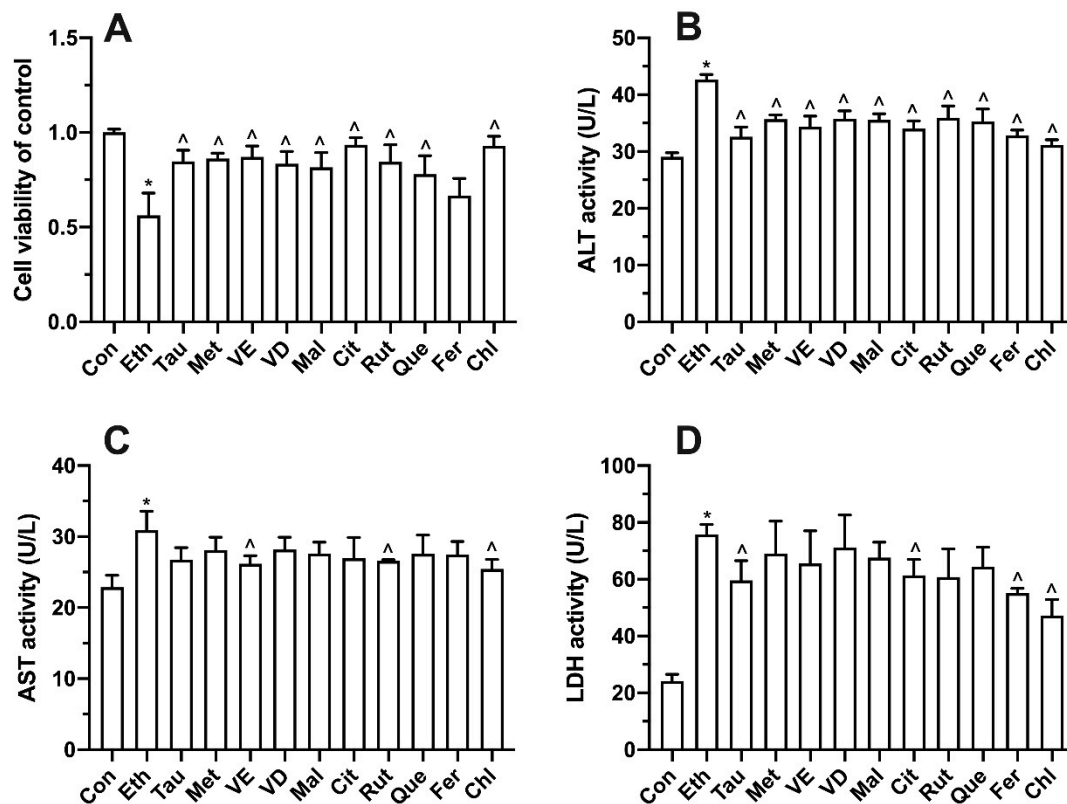 A
Cell viability of control
1.5
1.0
0.5
0.0
*
^ ^ ^ ^ ^ ^ ^ ^ ^
Con Eth Tau Met VE VD Mal Cit Rut Que Fer Chl
B
ALT activity (U/L)
50
40
30
20
10
0
*
^ ^ ^ ^ ^ ^ ^ ^ ^ ^
Con Eth Tau Met VE VD Mal Cit Rut Que Fer Chl
C
AST activity (U/L)
40
30
20
10
0
*
^ ^ ^
Con Eth Tau Met VE VD Mal Cit Rut Que Fer Chl
D
LDH activity (U/L)
100
80
60
40
20
0
*
^ ^ ^ ^
Con Eth Tau Met VE VD Mal Cit Rut Que Fer Chl